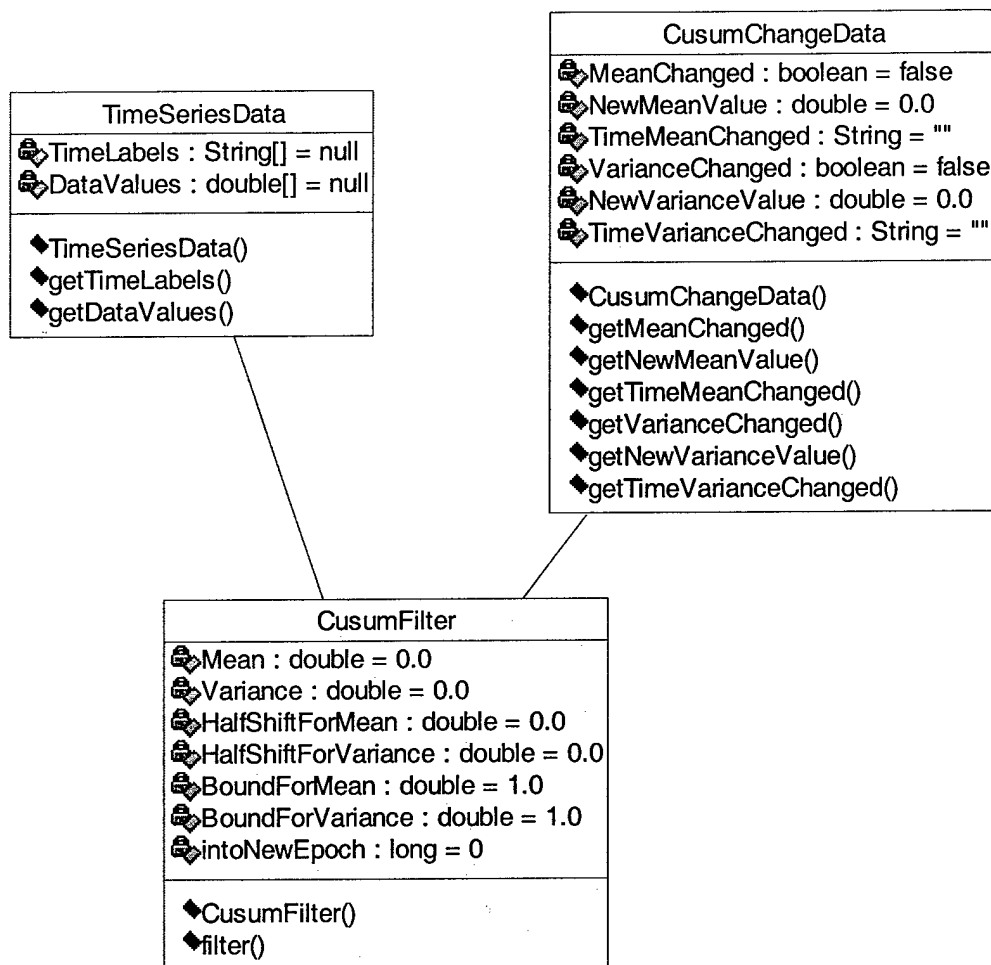 TimeSeriesData
TimeLabels : String[] = null
DataValues : double[] = null
TimeSeriesData()
getTimeLabels()
getDataValues()
CusumChangeData
MeanChanged : boolean = false
NewMeanValue : double = 0.0
TimeMeanChanged : String = ""
VarianceChanged : boolean = false
NewVarianceValue : double = 0.0
TimeVarianceChanged : String = ""
CusumChangeData()
getMeanChanged()
getNewMeanValue()
getTimeMeanChanged()
getVarianceChanged()
getNewVarianceValue()
getTimeVarianceChanged()
CusumFilter
Mean : double = 0.0
Variance : double = 0.0
HalfShiftForMean : double = 0.0
HalfShiftForVariance : double = 0.0
BoundForMean : double = 1.0
BoundForVariance : double = 1.0
intoNewEpoch : long = 0
CusumFilter()
filter()